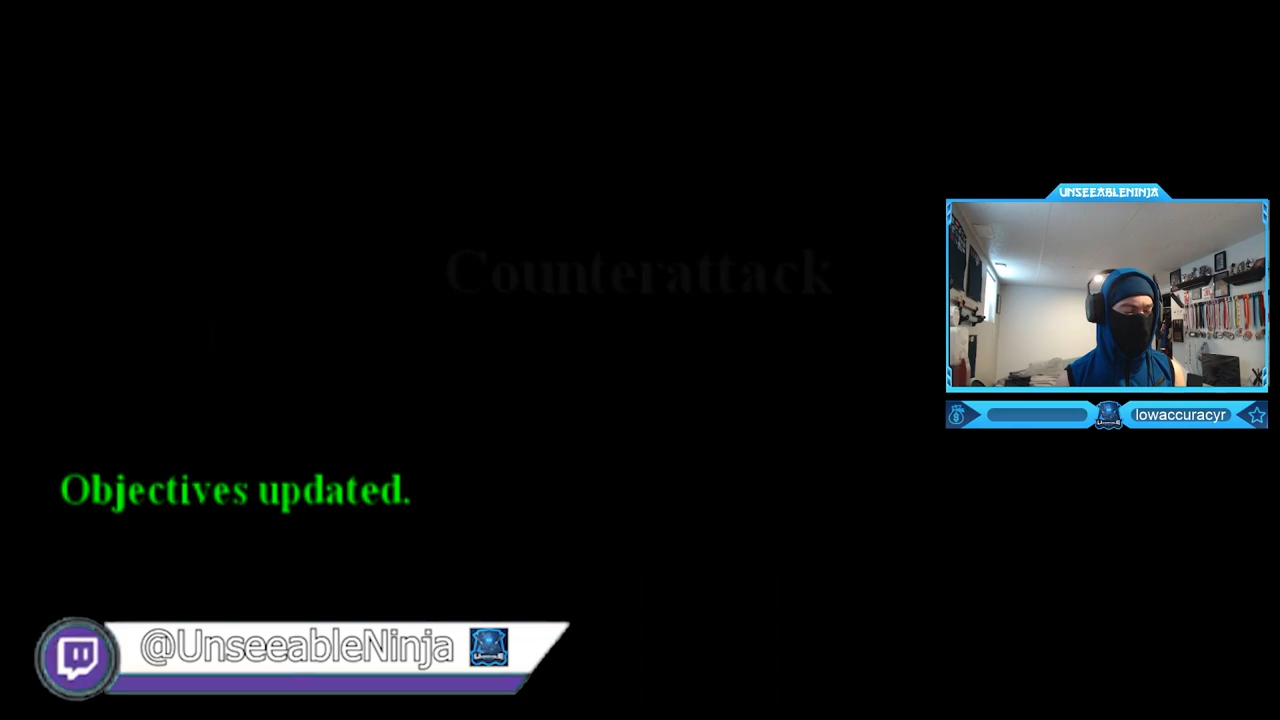 UNSEEABLENINJA
Counterattack
lowaccuracyr
Objectives updated.
@UnseeableNinja